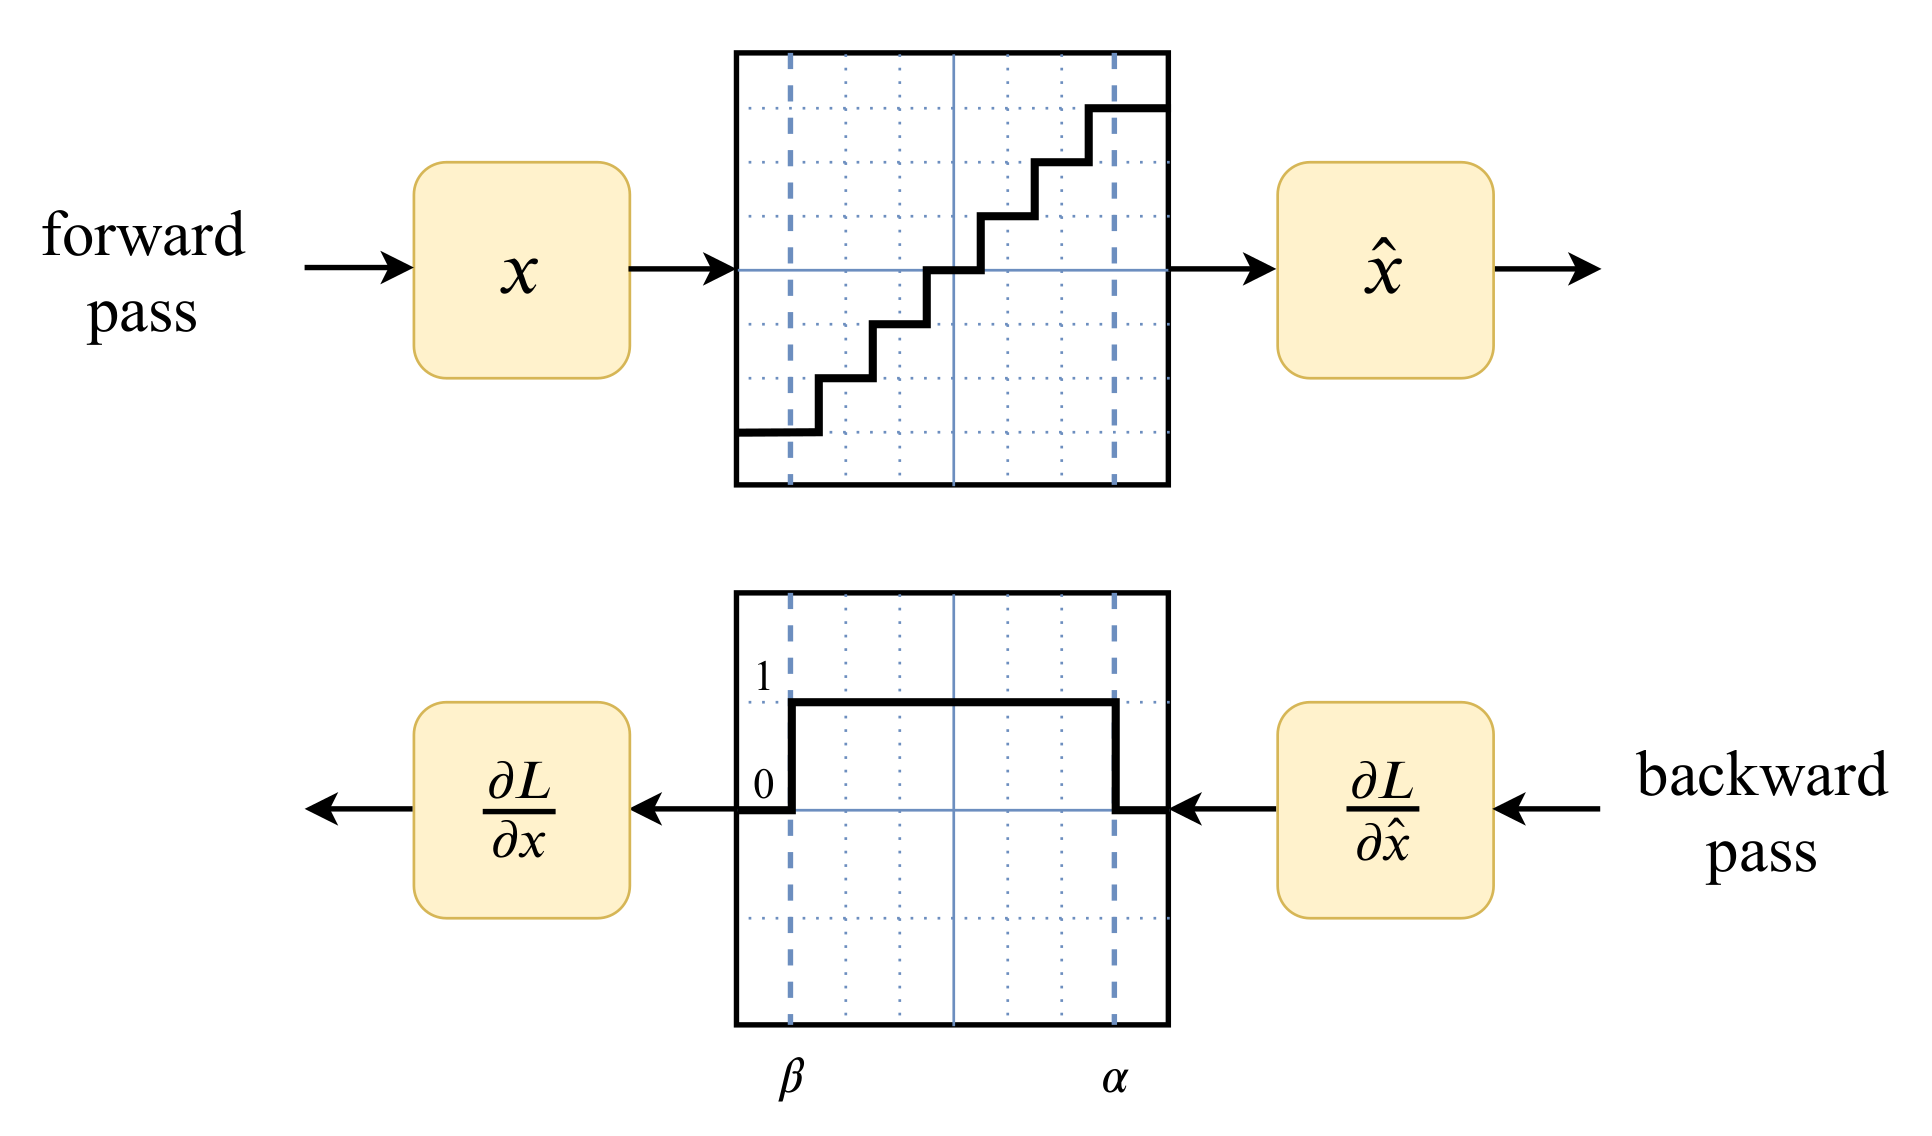 forward
pass
x
x̂
1
0
∂L
∂x
∂L
∂x̂
backward
pass
β
α